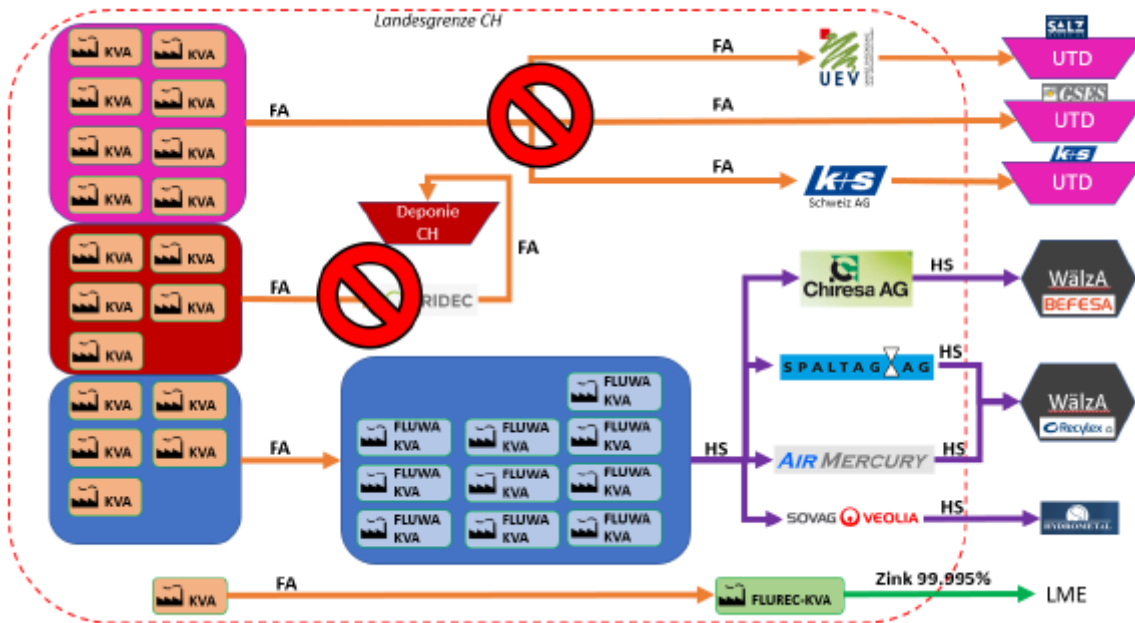 Landesgrenze CH
KVA KVA
KVA KVA
KVA KVA
KVA KVA
FA
FA
UEV
SALZ
UTD
FA
GSES
UTD
FA
k+s
Schweiz AG
k+s
UTD
KVA KVA
KVA KVA
KVA
FA
RIDEC
FA
Deponie
CH
KVA KVA
KVA KVA
KVA
FA
FLUWA
KVA
FLUWA FLUWA FLUWA
KVA KVA KVA
FLUWA FLUWA FLUWA
KVA KVA KVA
FLUWA FLUWA FLUWA
KVA KVA KVA
HS
Chiresa AG
HS
WälzA
BEFESA
SPALTAG AG
HS
AIR MERCURY
HS
WälzA
Recylex
SOVAG VEOLIA
HS
HYDROMETAL
KVA
FA
FLUREC-KVA
Zink 99.995%
LME